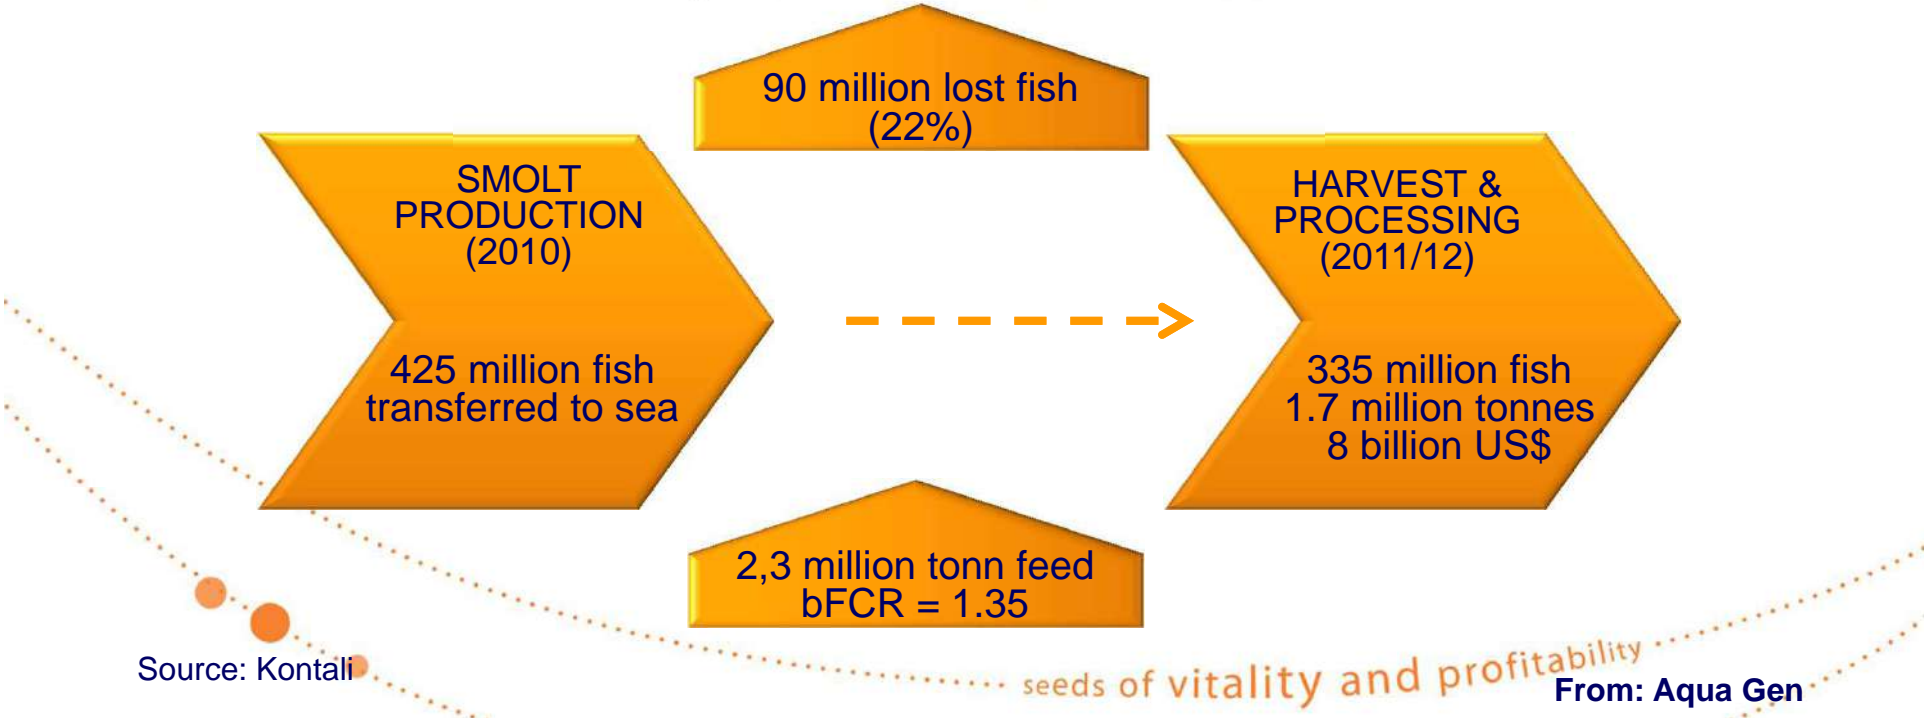 90 million lost fish
(22%)
SMOLT
PRODUCTION
(2010)
425 million fish
transferred to sea
HARVEST &
PROCESSING
(2011/12)
335 million fish
1.7 million tonnes
8 billion US$
2,3 million tonn feed
bFCR = 1.35
Source: Kontali
seeds of vitality and profitability
From: Aqua Gen